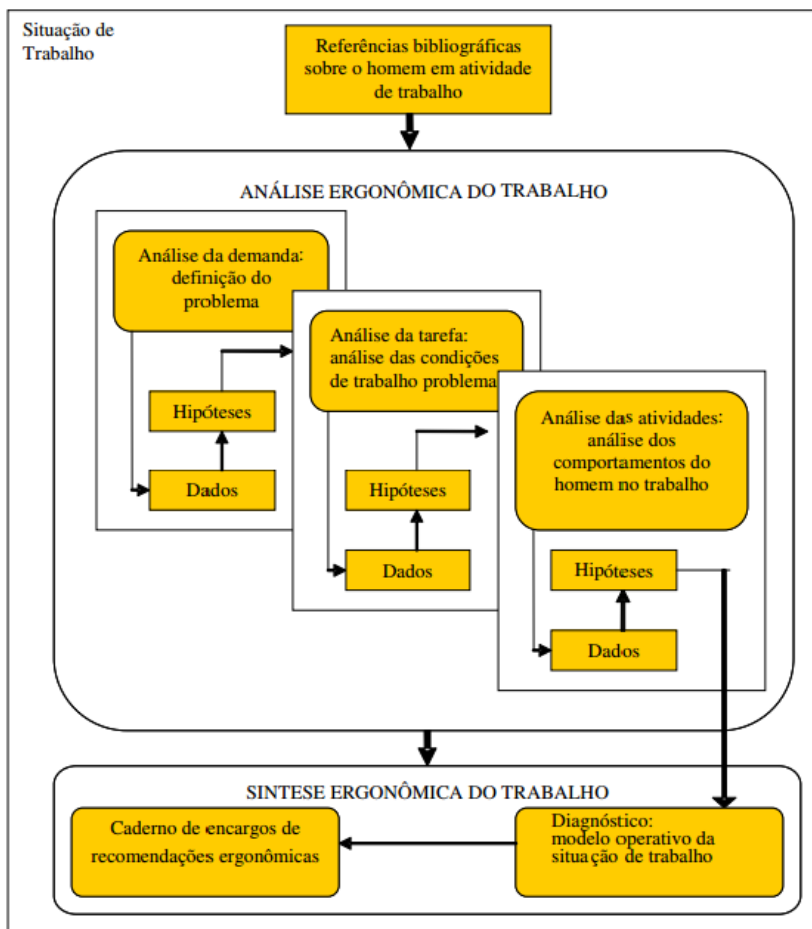 Situação de
Trabalho
Referências bibliográficas
sobre o homem em atividade
de trabalho
ANÁLISE ERGONÔMICA DO TRABALHO
Análise da demanda:
definição do
problema
Hipóteses
Dados
Análise da tarefa:
análise das condições
de trabalho problema
Hipóteses
Dados
Análise das atividades:
análise dos
comportamentos do
homem no trabalho
Hipóteses
Dados
SINTESE ERGONÔMICA DO TRABALHO
Caderno de encargos de
recomendações ergonômicas
Diagnóstico:
modelo operativo da
situação de trabalho